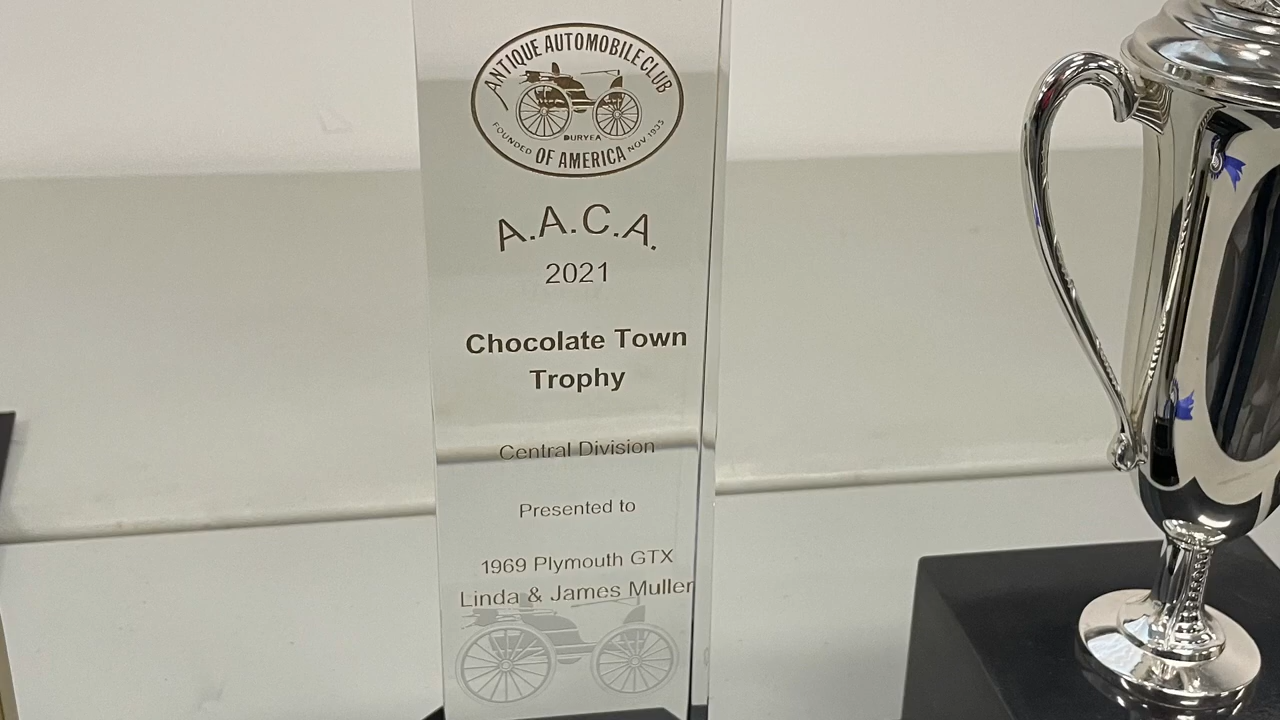 ANTIQUE AUTOMOBILE CLUB
DURYEA
FOUNDED NOV. 1935
OF AMERICA
A.A.C.A.
2021
Chocolate Town
Trophy
Central Division
Presented to
1969 Plymouth GTX
Linda & James Muller